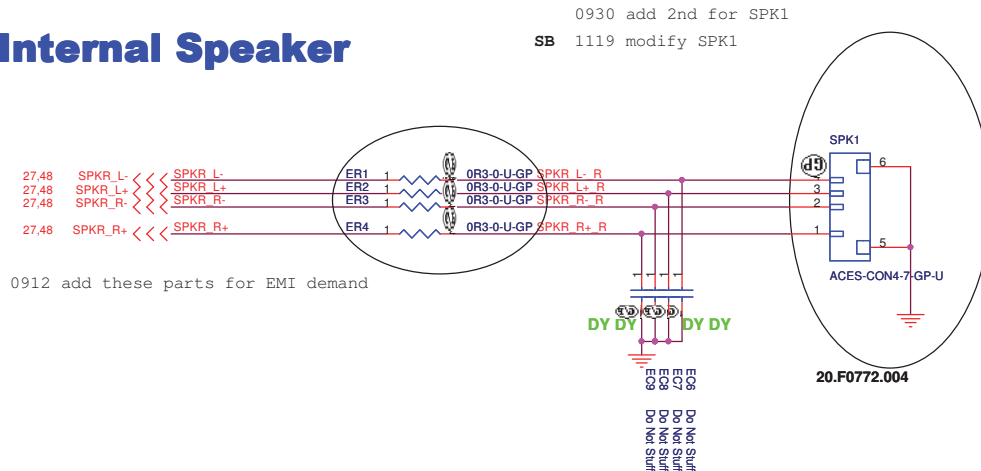 0930 add 2nd for SPK1
Internal Speaker
SB 1119 modify SPK1
SPK1
GP
6
27,48 SPKR_L- SPKR_L- ER1 1 0R3-0-U-GP SPKR_L-_R
27,48 SPKR_L+ SPKR_L+ ER2 1 0R3-0-U-GP SPKR_L+_R 3
27,48 SPKR_R- SPKR_R- ER3 1 0R3-0-U-GP SPKR_R-_R 2
27,48 SPKR_R+ SPKR_R+ ER4 1 0R3-0-U-GP SPKR_R+_R 1
5
0912 add these parts for EMI demand
ACES-CON4-7-GP-U
1 1 1 1
DY DY DY DY
20.F0772.004
EC9 Do Not Stuff
EC8 Do Not Stuff
EC7 Do Not Stuff
EC6 Do Not Stuff